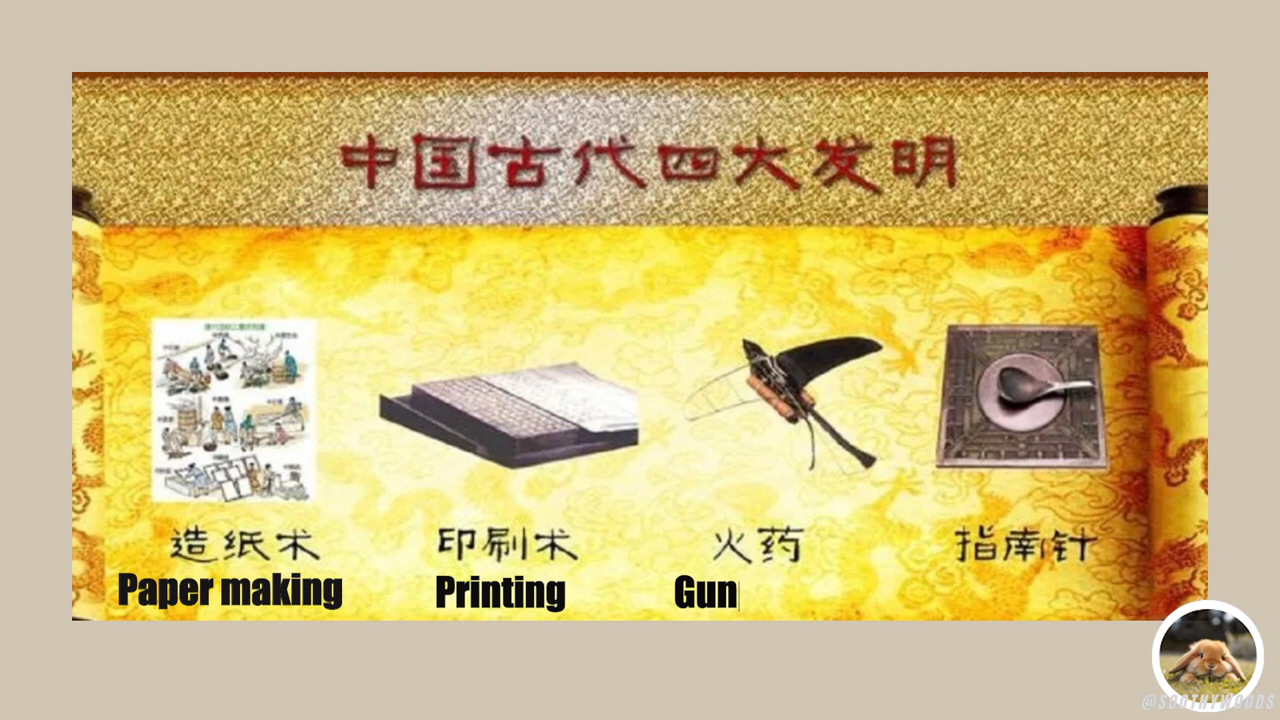 中国古代四大发明
造纸术 印刷术 火药 指南针
Paper making Printing Gun
@SORTHYWOODS